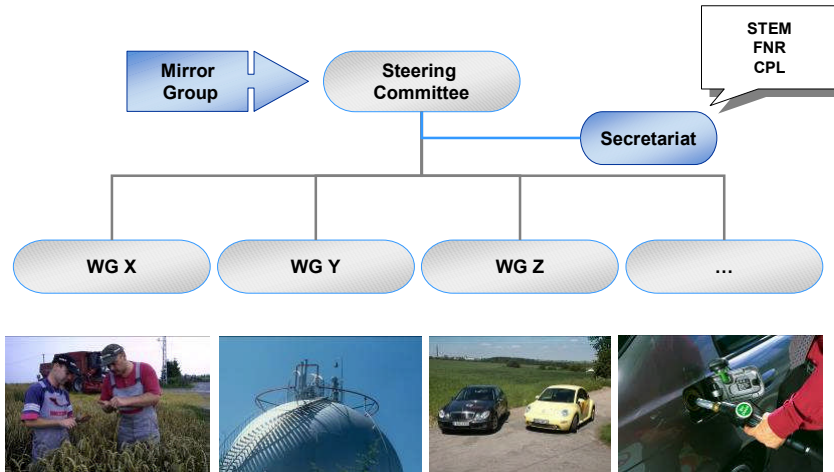 STEM
FNR
CPL
Mirror
Group
Steering
Committee
Secretariat
WG X
WG Y
WG Z
...